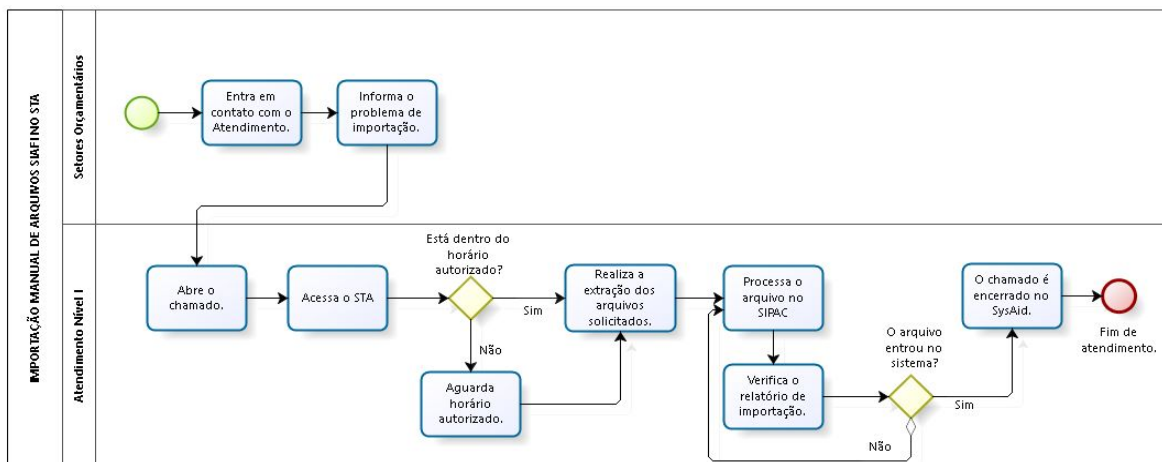 IMPORTAÇÃO MANUAL DE ARQUIVOS SIAFI NO STA
Setores Orçamentários
Entra em
contato com o
Atendimento.
Informa o
problema de
importação.
Atendimento Nível I
Abre o
chamado.
Acessa o STA
Está dentro do
horário
autorizado?
Sim
Não
Aguarda
horário
autorizado.
Realiza a
extração dos
arquivos
solicitados.
Processa o
arquivo no
SIPAC
Verifica o
relatório de
importação.
O arquivo
entrou no
sistema?
Sim
Não
O chamado é
encerrado no
SysAid.
Fim de
atendimento.